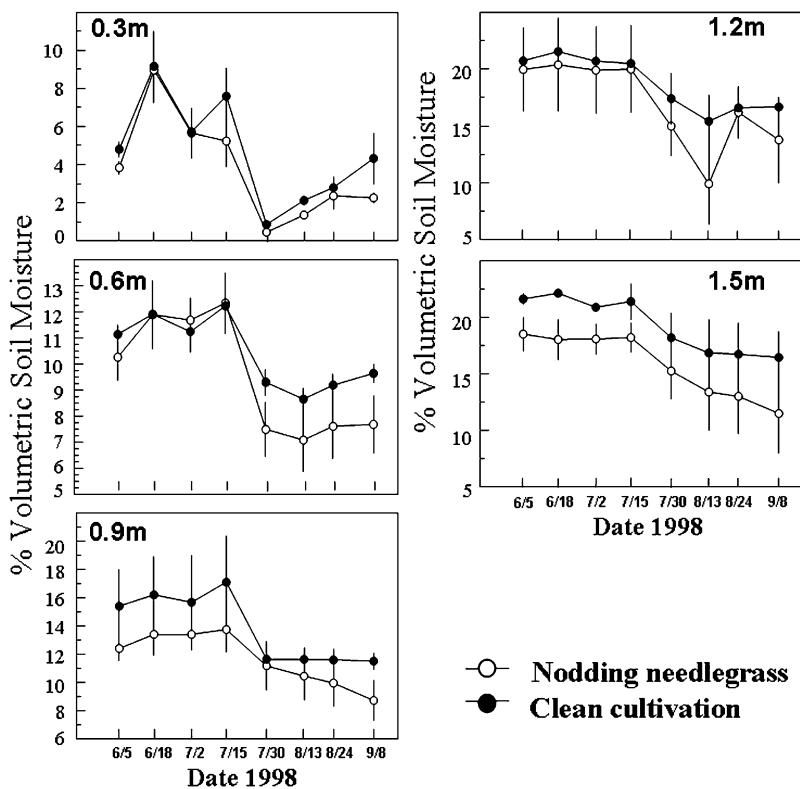 0.3m
10
8
6
4
2
0
% Volumetric Soil Moisture
0.6m
13
12
11
10
9
8
7
6
5
0.9m
20
18
16
14
12
10
8
6
6/5 6/18 7/2 7/15 7/30 8/13 8/24 9/8
Date 1998
1.2m
20
15
10
5
% Volumetric Soil Moisture
1.5m
20
15
10
5
6/5 6/18 7/2 7/15 7/30 8/13 8/24 9/8
Date 1998
Nodding needlegrass
Clean cultivation